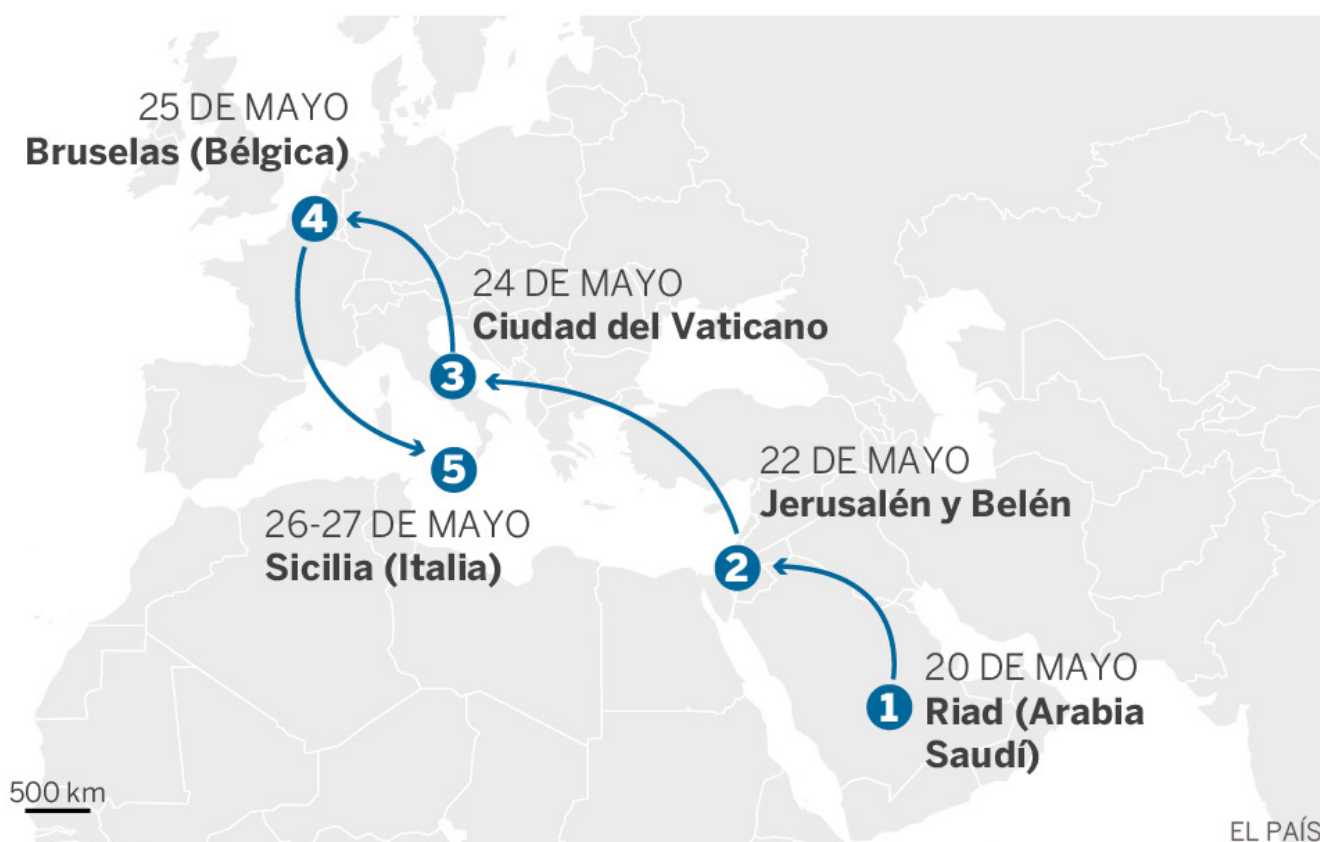 25 DE MAYO
Bruselas (Bélgica)
4
24 DE MAYO
Ciudad del Vaticano
3
5
22 DE MAYO
Jerusalén y Belén
26-27 DE MAYO
Sicilia (Italia)
2
20 DE MAYO
1
Riad (Arabia
Saudí)
500 km
EL PAÍS